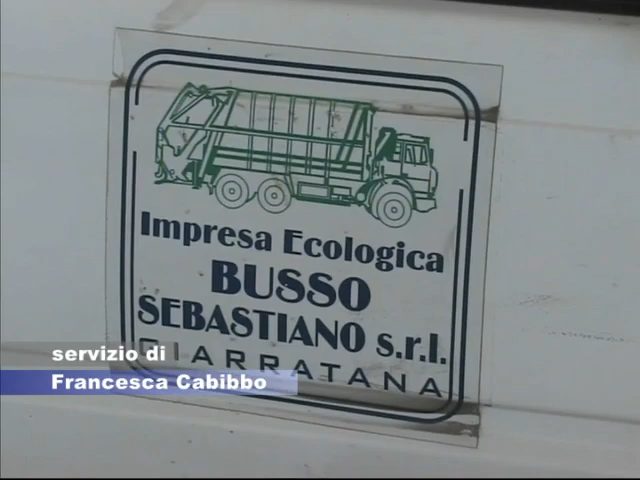 Impresa Ecologica
BUSSO
SEBASTIANO s.r.l.
GIARRATANA
servizio di
Francesca Cabibbo